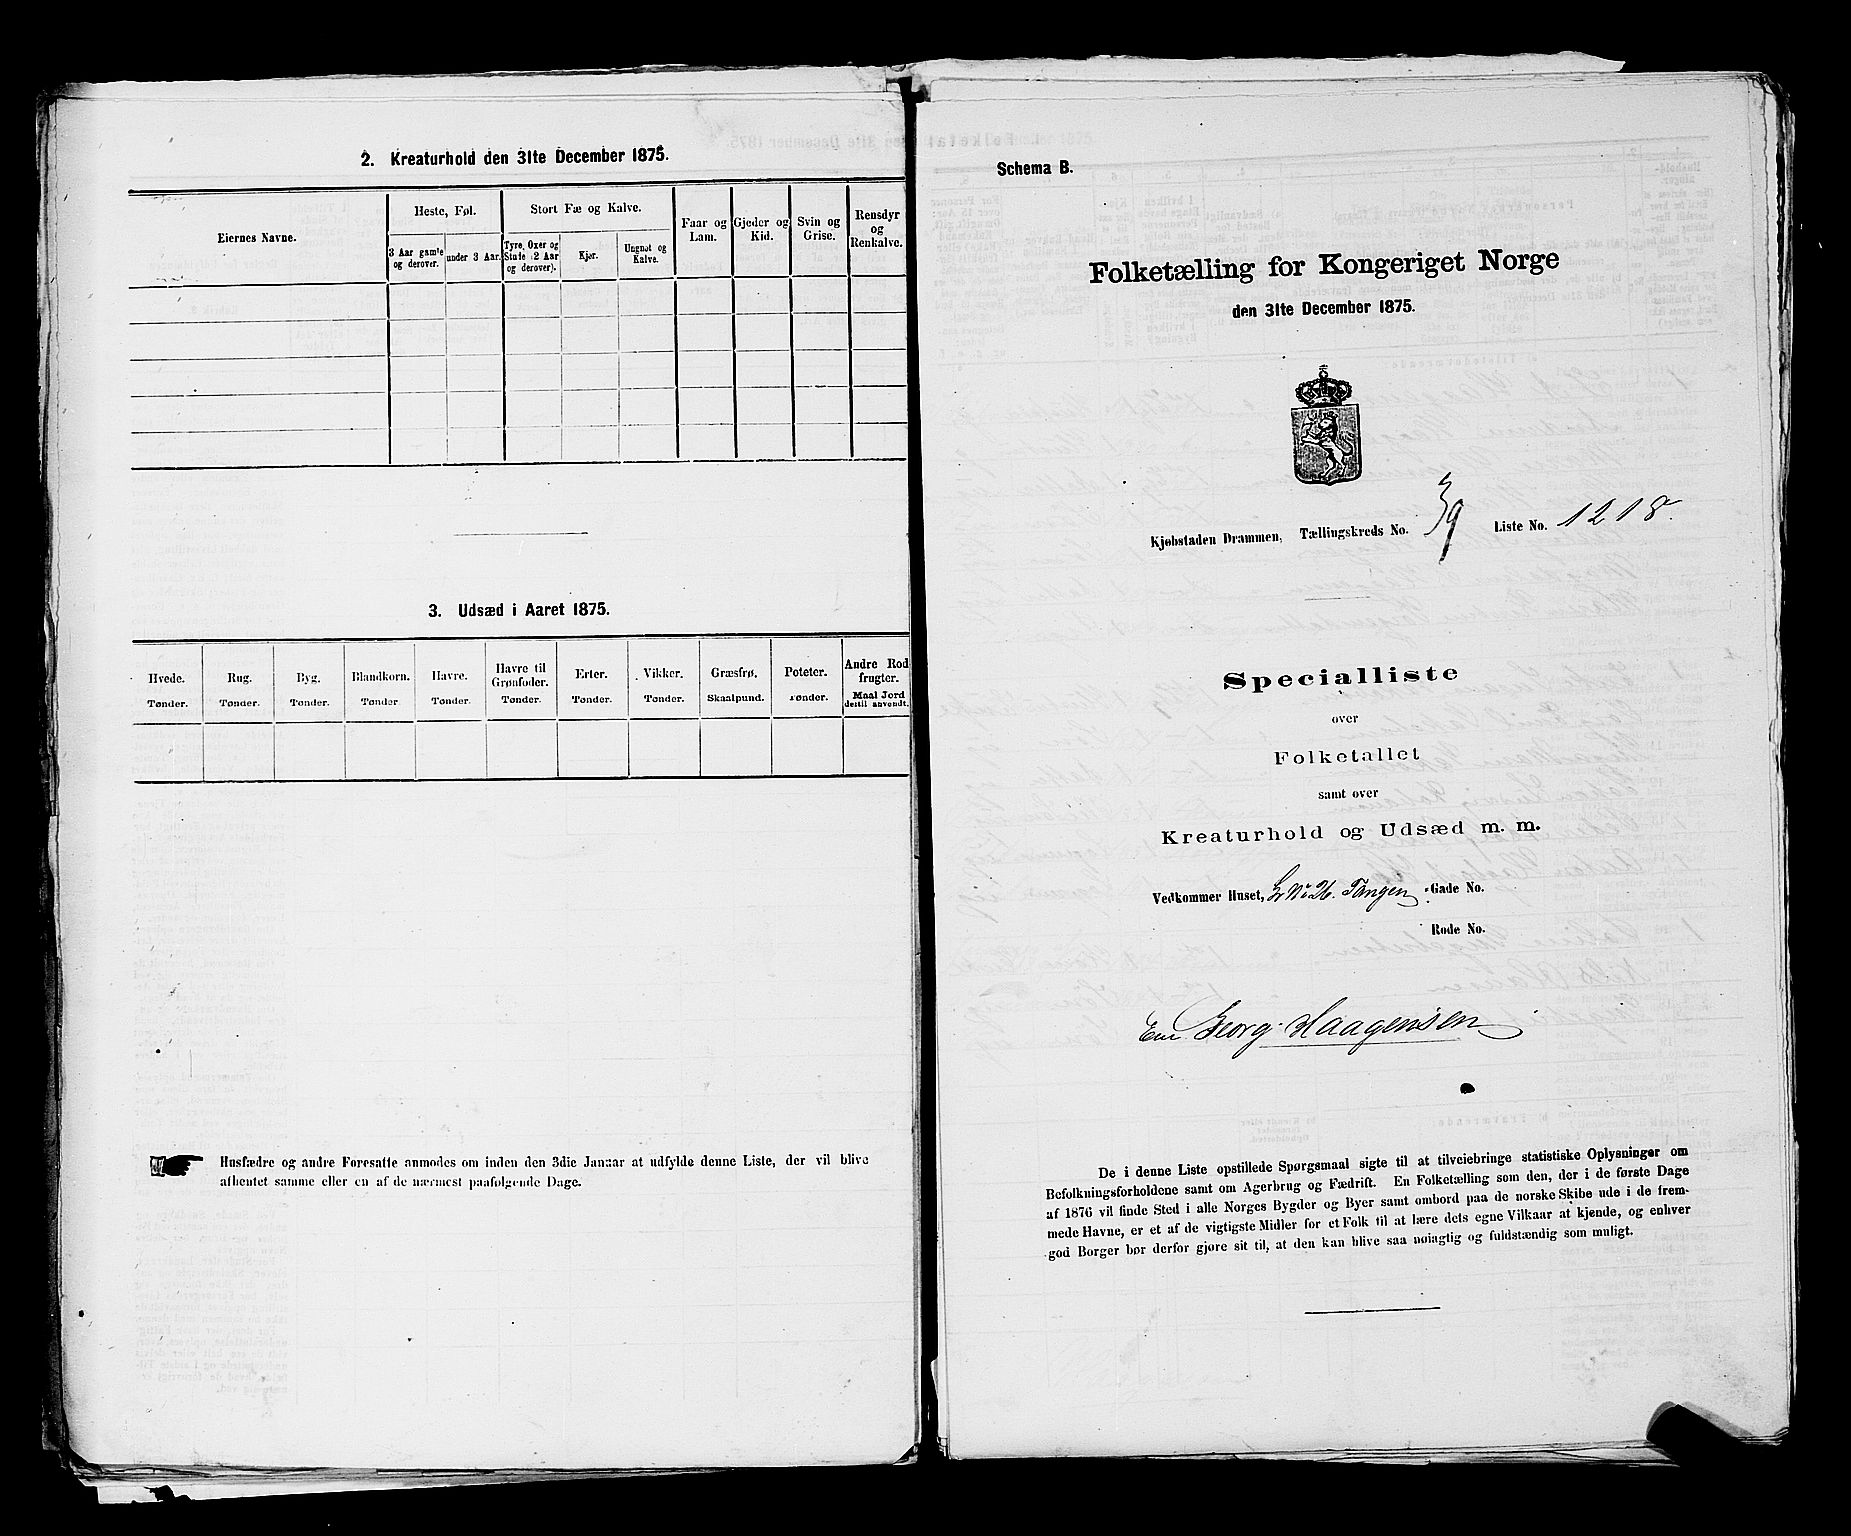 2. Kreaturhold den 31te December 1875.
Eiernes Navne.
Heste, Føl.
Stort Fæ og Kalve.
Faar og Lam.
Gjeder og Kid.
Svin og Grise.
Rensdyr og Renkalve.
3 Aar gamle og derover.
under 3 Aar.
Tyre, Oxer og Stude (2 Aar og derover).
Kjør.
Ungnøt og Kalve.
3. Udsæd i Aaret 1875.
Hvede. Tønder.
Rug. Tønder.
Byg. Tønder.
Blandkorn. Tønder
Havre. Tønder.
Havre til Grønfoder. Tønder.
Erter. Tønder.
Vikker. Tønder.
Græsfrø. Skaalpund.
Poteter. Tønder.
Andre Rodfrugter. Maal Jord dertil anvendt.
Husfædre og andre Foresatte anmodes om inden den 3die Januar at udfylde denne Liste, der vil blive
afhentet samme eller en af de nærmest paafølgende Dage.
Schema B.
Folketælling for Kongeriget Norge
den 31te December 1875.
Kjøbstaden Drammen, Tællingskreds No. 39 Liste No. 1218.
Specialliste
over
Folketallet
samt over
Kreaturhold og Udsæd m. m.
Vedkommer Huset, Tangen Gade No.
Rode No.
Georg Haagensen
De i denne Liste opstillede Spørgsmaal sigte til at tilveiebringe statistiske Oplysninger om
Befolkningsforholdene samt om Agerbrug og Fædrift. En Folketælling som den, der i de første Dage
af 1876 vil finde Sted i alle Norges Bygder og Byer samt ombord paa de norske Skibe ude i de frem-
mede Havne, er et af de vigtigste Midler for et Folk til at lære dets egne Vilkaar at kjende, og enhver
god Borger bør derfor gjøre sit til, at den kan blive saa nøiagtig og fuldstændig som muligt.